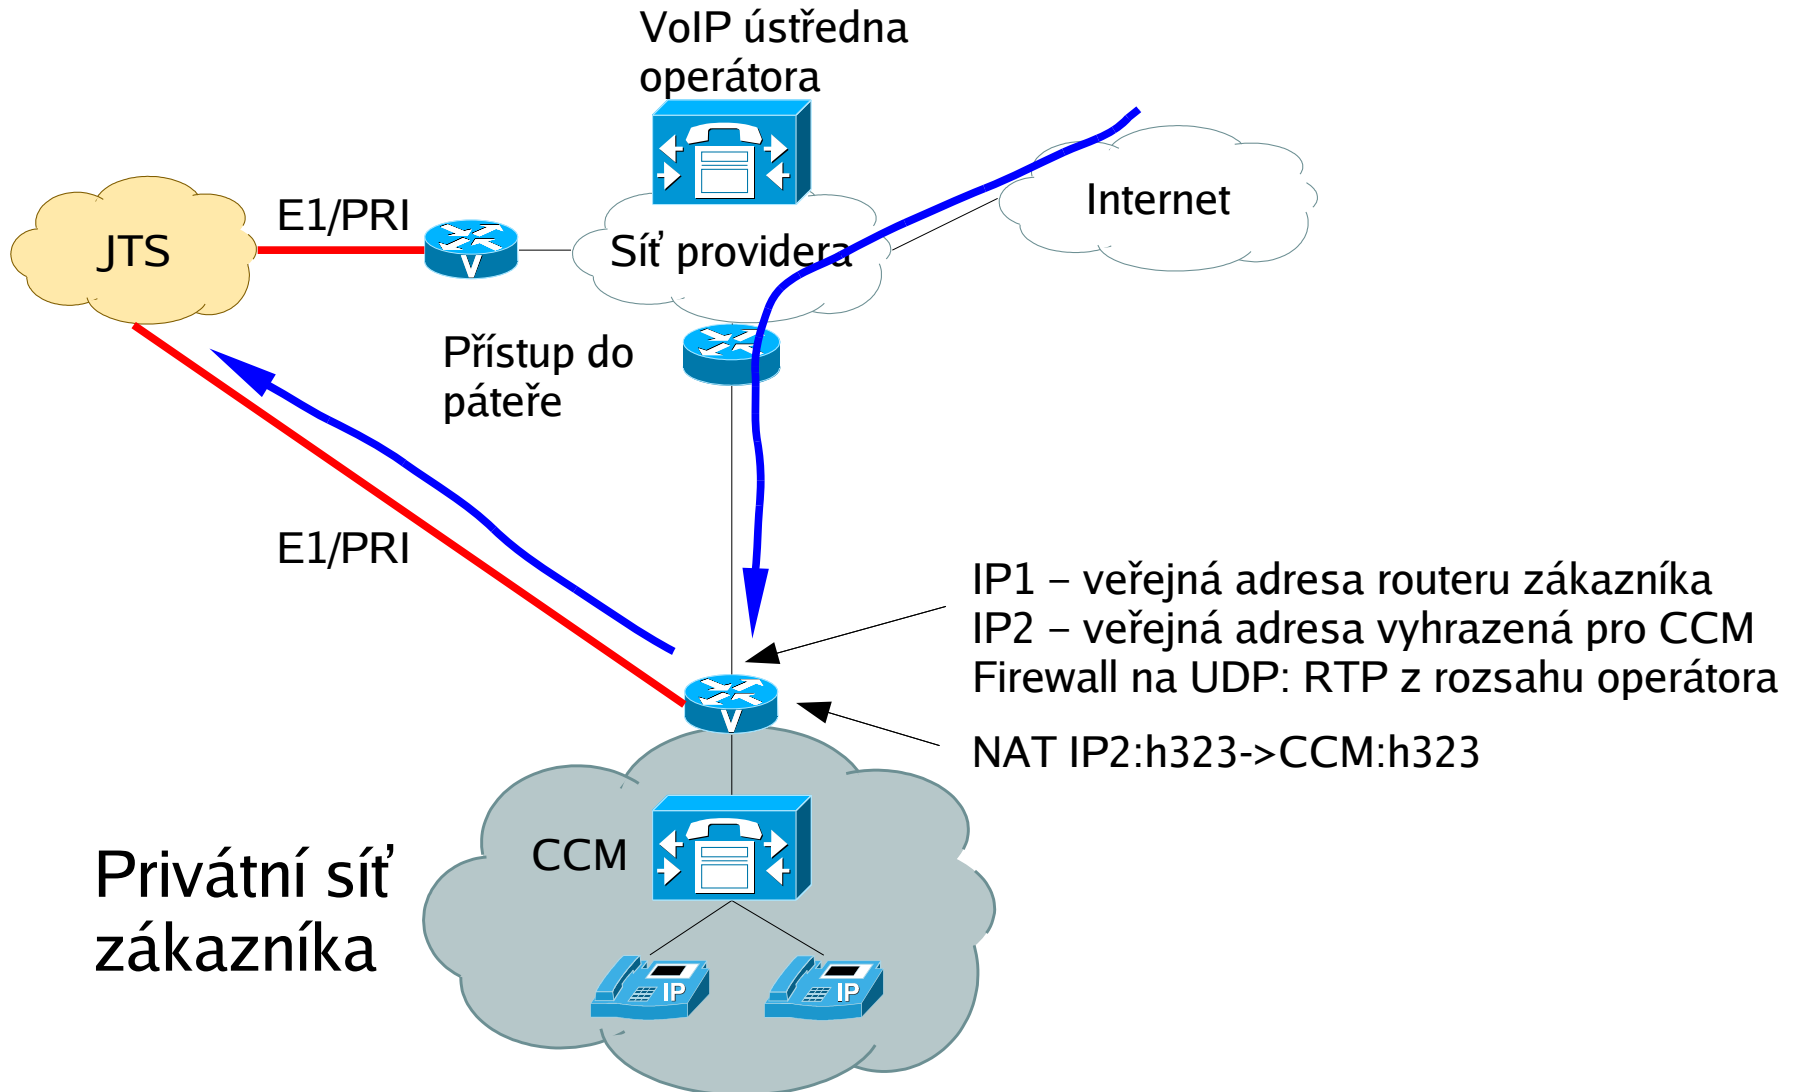 VoIP ústředna
operátora
E1/PRI
JTS
V
Síť providera
Internet
Přístup do
páteře
E1/PRI
IP1 – veřejná adresa routeru zákazníka
IP2 – veřejná adresa vyhrazená pro CCM
Firewall na UDP: RTP z rozsahu operátora
V
NAT IP2:h323->CCM:h323
CCM
Privátní síť
zákazníka
IP
IP